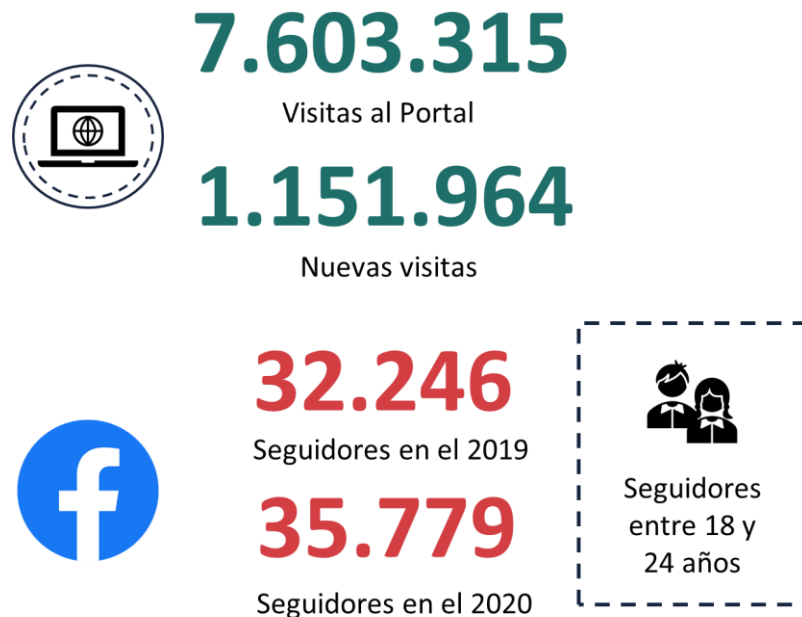 7.603.315
Visitas al Portal
1.151.964
Nuevas visitas
32.246
Seguidores en el 2019
35.779
Seguidores en el 2020
Seguidores
entre 18 y
24 años